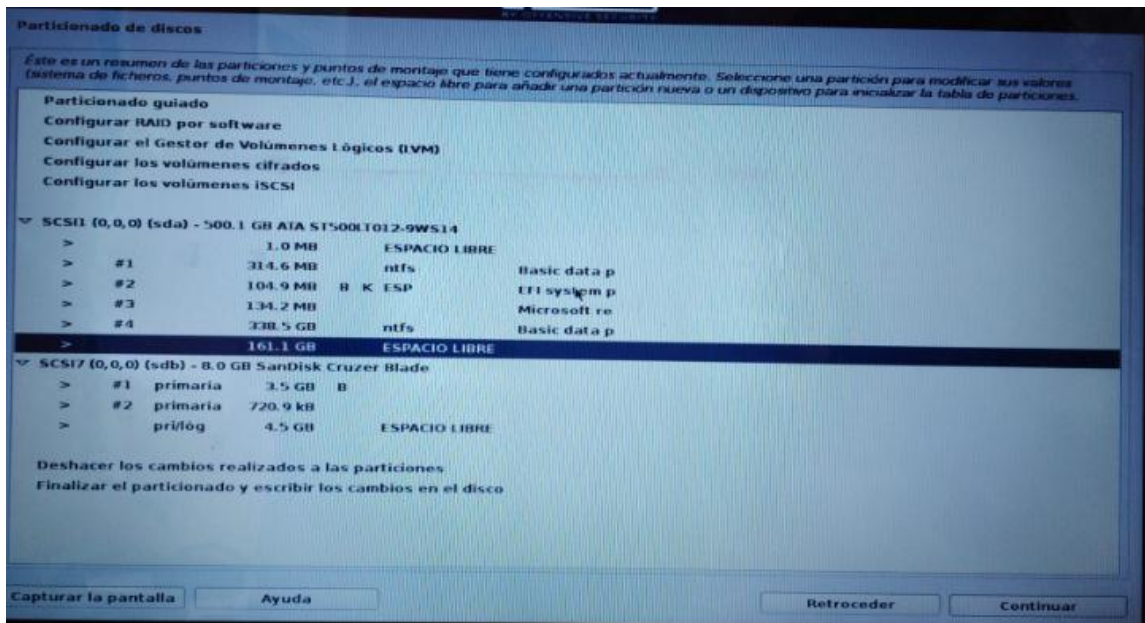 BY OFFENSIVE SECURITY
Particionado de discos
Éste es un resumen de las particiones y puntos de montaje que tiene configurados actualmente. Seleccione una partición para modificar sus valores
(sistema de ficheros, puntos de montaje, etc.), el espacio libre para añadir una partición nueva o un dispositivo para inicializar la tabla de particiones.
Particionado guiado
Configurar RAID por software
Configurar el Gestor de Volúmenes Lógicos (LVM)
Configurar los volúmenes cifrados
Configurar los volúmenes iSCSI
SCSI1 (0,0,0) (sda) - 500.1 GB ATA ST500LT012-9WS14
> 1.0 MB ESPACIO LIBRE
> #1 314.6 MB ntfs Basic data p
> #2 104.9 MB B K ESP EFI system p
> #3 134.2 MB Microsoft re
> #4 338.5 GB ntfs Basic data p
> 161.1 GB ESPACIO LIBRE
SCSI7 (0,0,0) (sdb) - 8.0 GB SanDisk Cruzer Blade
> #1 primaria 3.5 GB B
> #2 primaria 720.9 kB
> pri/lóg 4.5 GB ESPACIO LIBRE
Deshacer los cambios realizados a las particiones
Finalizar el particionado y escribir los cambios en el disco
Capturar la pantalla
Ayuda
Retroceder
Continuar